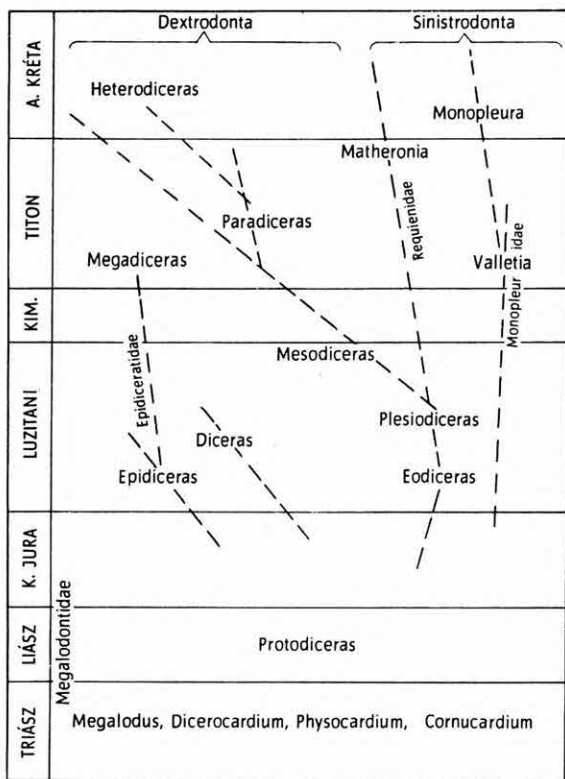 Dextrodonta
Sinistrodonta
A. KRÉTA
Heterodiceras
Monopleura
Matheronia
TITON
Paradiceras
Requienidae
Megadiceras
Valletia
Monopleuridae
KIM.
Mesodiceras
Epidiceratidae
LUZITANI
Plesiodiceras
Diceras
Epidiceras
Eodiceras
K. JURA
Megalodontidae
LIÁSZ
Protodiceras
TRIÁSZ
Megalodus, Dicerocardium, Physocardium, Cornucardium